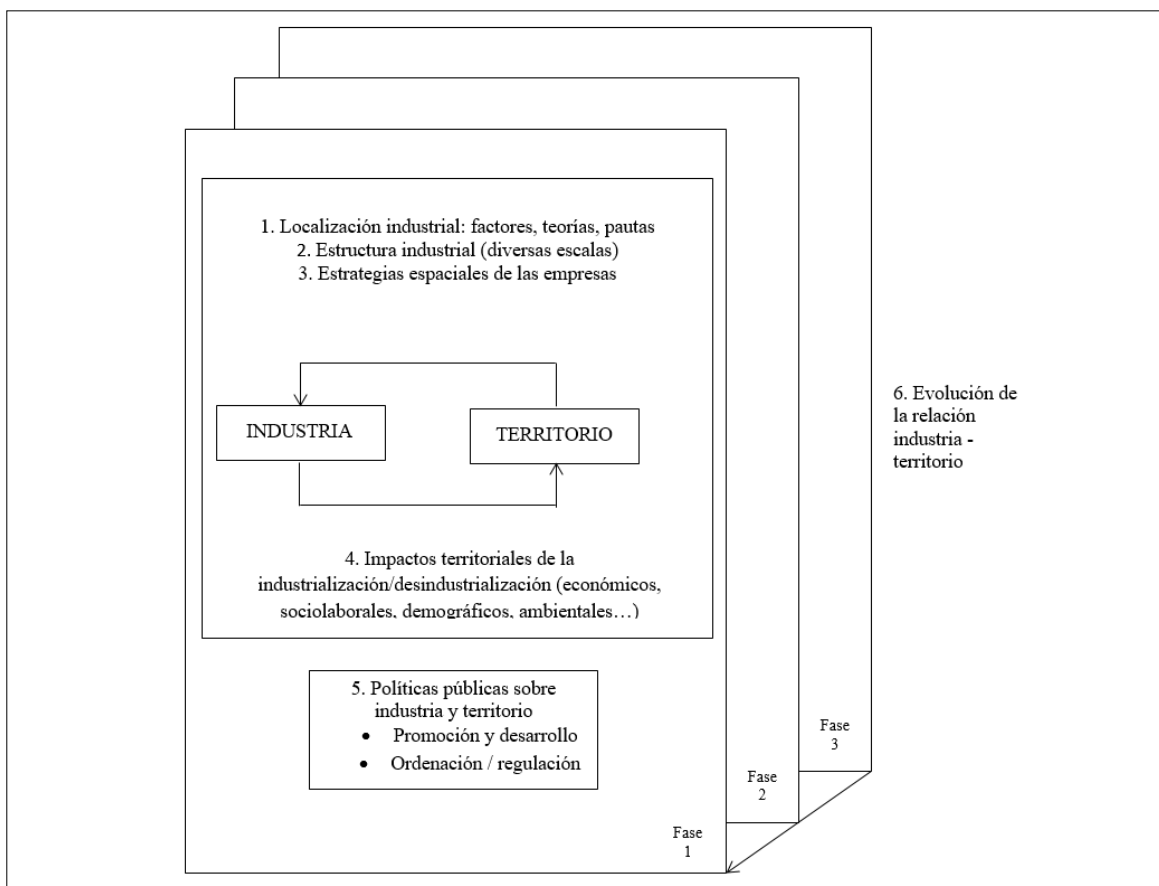 1. Localización industrial: factores, teorías, pautas
2. Estructura industrial (diversas escalas)
3. Estrategias espaciales de las empresas
INDUSTRIA
TERRITORIO
6. Evolución de
la relación
industria -
territorio
4. Impactos territoriales de la
industrialización/desindustrialización (económicos,
sociolaborales, demográficos, ambientales…)
5. Políticas públicas sobre
industria y territorio
• Promoción y desarrollo
• Ordenación / regulación
Fase
3
Fase
2
Fase
1